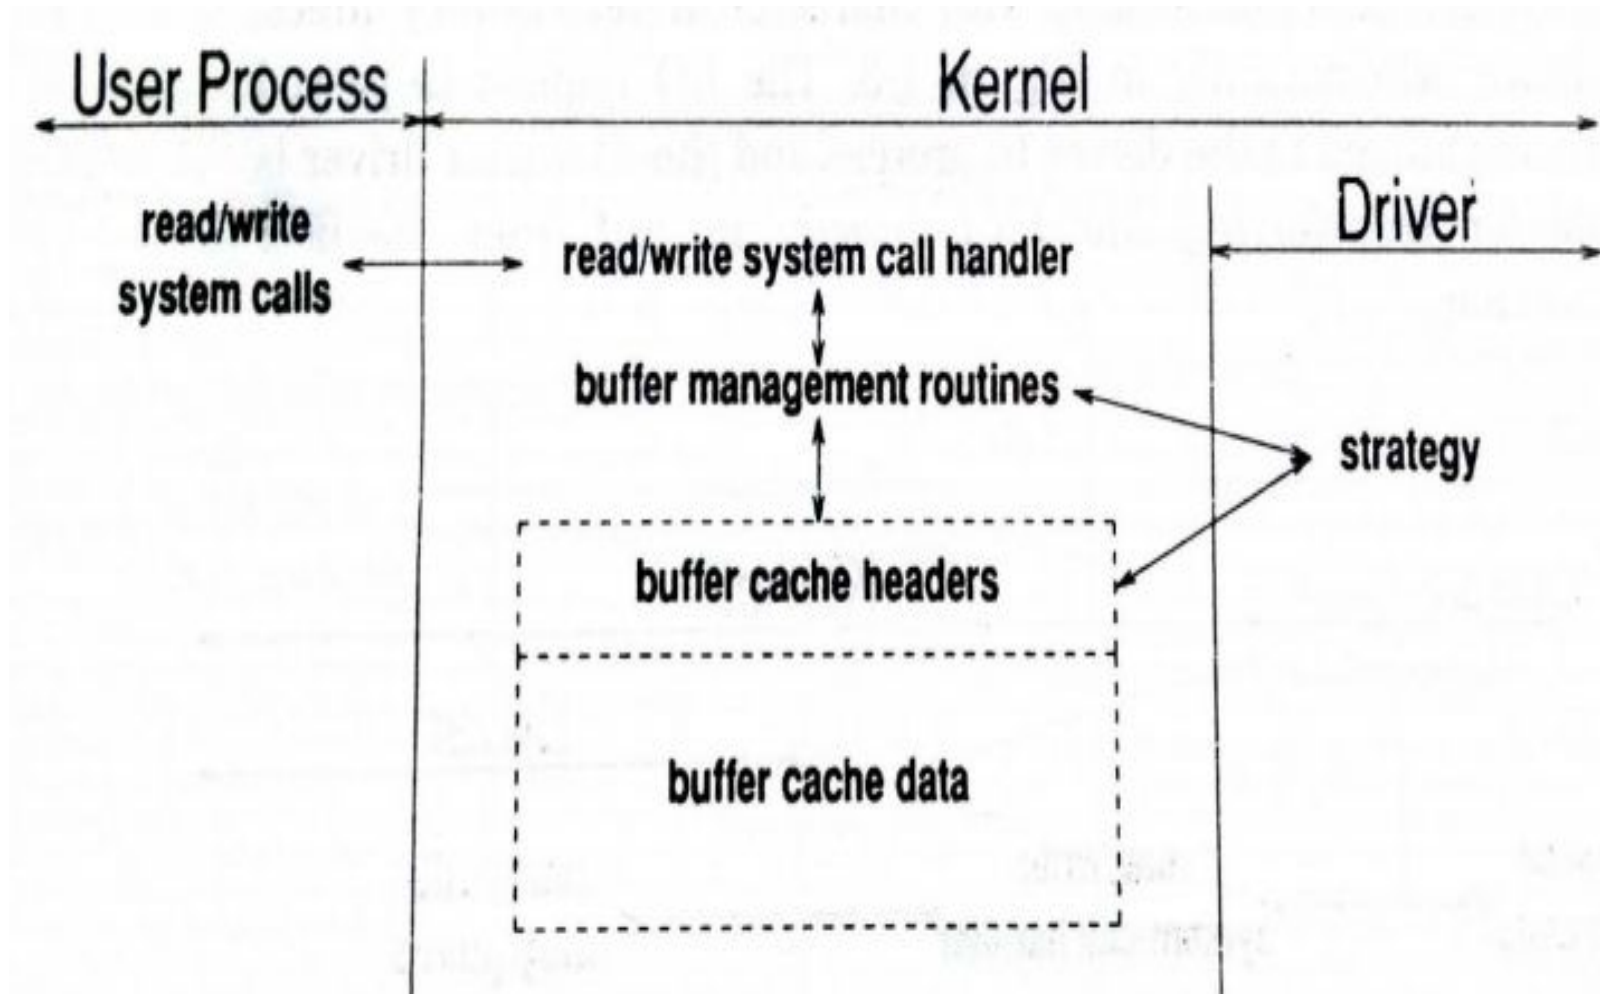 User Process
Kernel
Driver
read/write
system calls
read/write system call handler
buffer management routines
strategy
buffer cache headers
buffer cache data